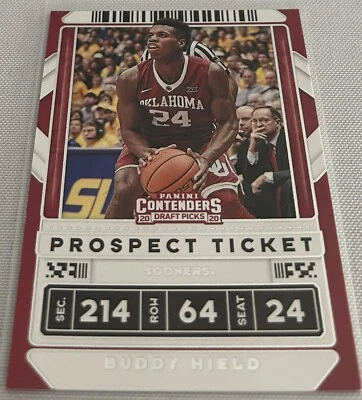 OKLAHOMA
24
PANINI
CONTENDERS
20 DRAFT PICKS 20
PROSPECT TICKET
SOONERS
SEC. 214 ROW 64 SEAT 24
BUDDY HIELD